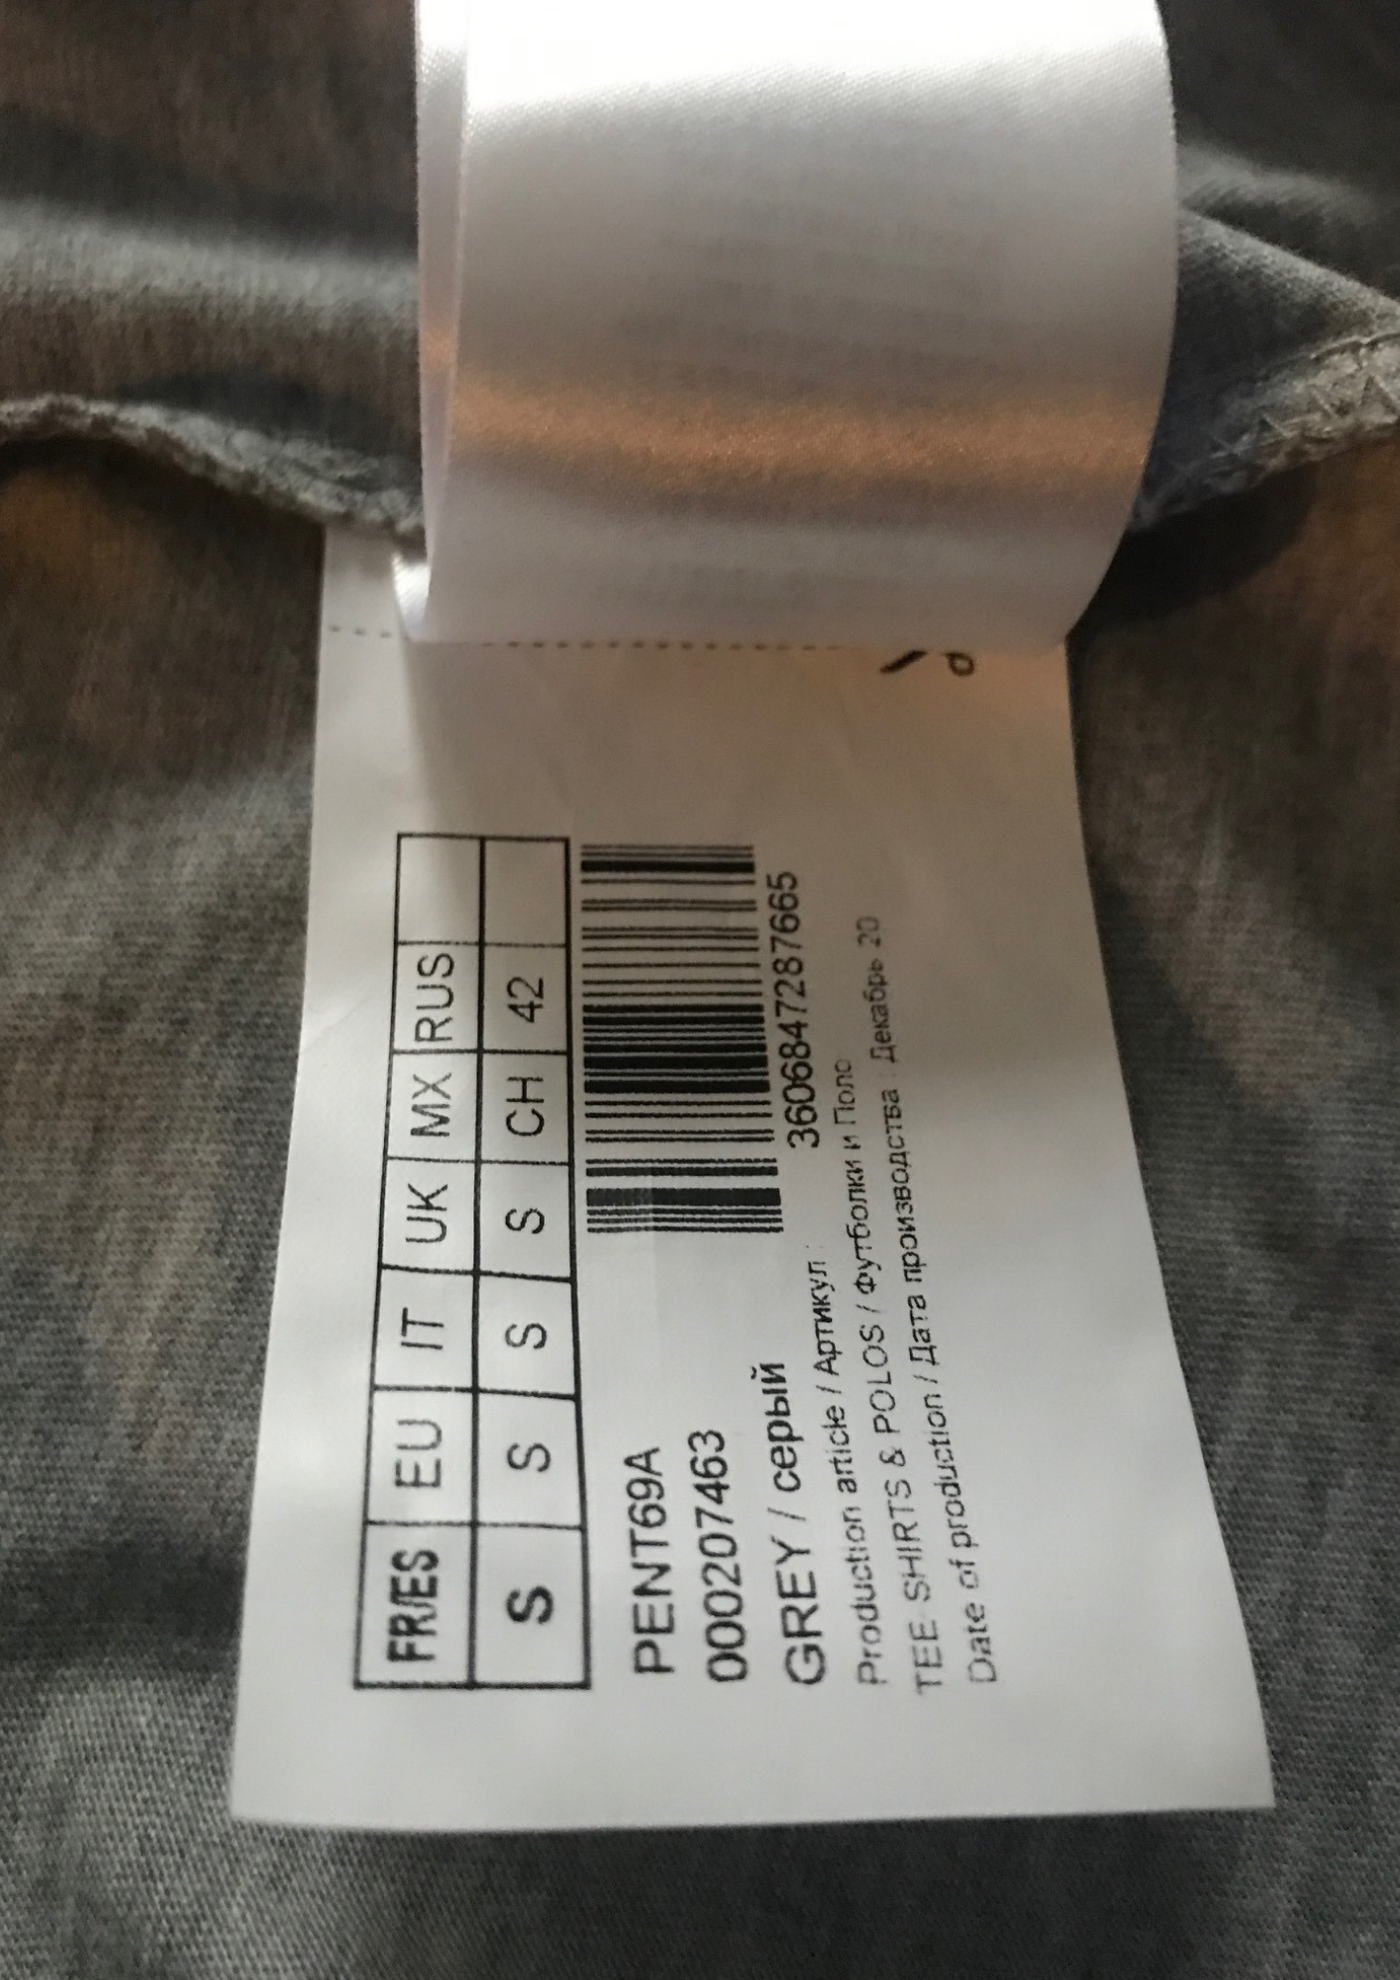 FR/ES EU IT UK MX RUS
S S S S CH 42
3606847287665
PENT69A
000207463
GREY / серый
Production article / Артикул :
TEE SHIRTS & POLOS / Футболки и Поло
Date of production / Дата производства : Декабрь 20